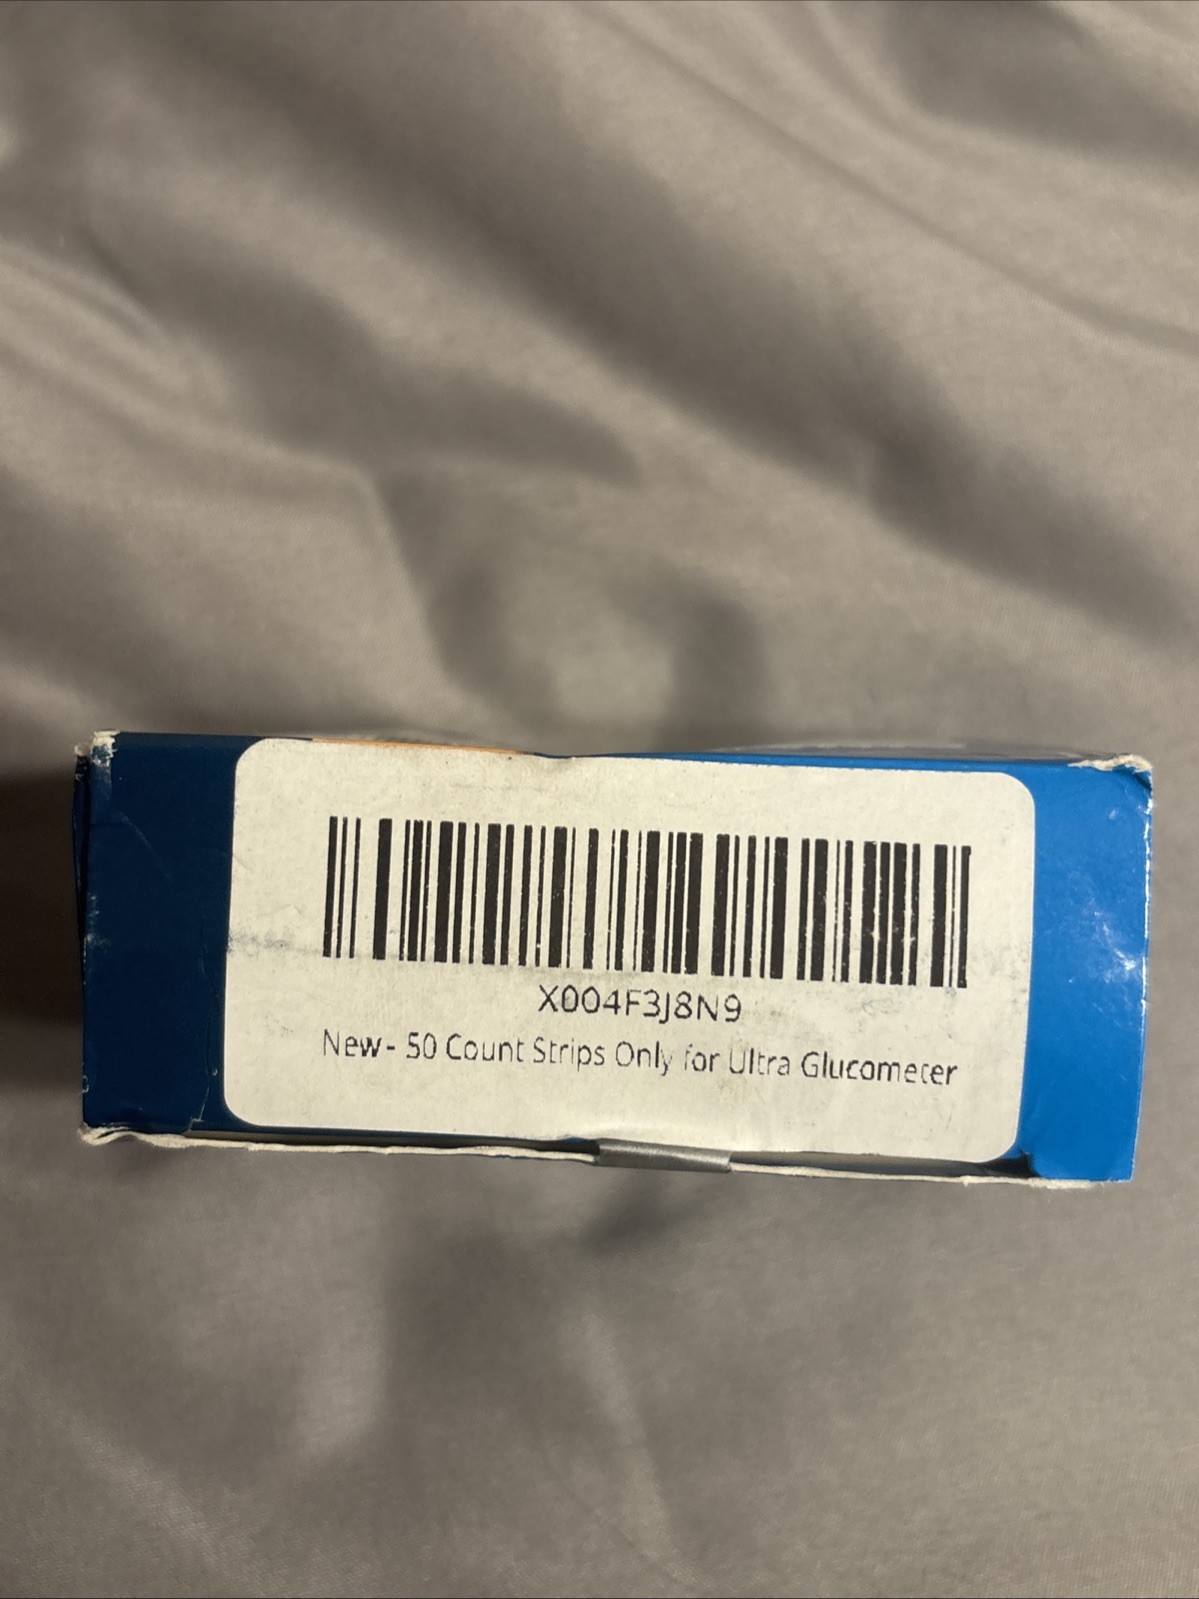 X004F3J8N9
New - 50 Count Strips Only for Ultra Glucometer